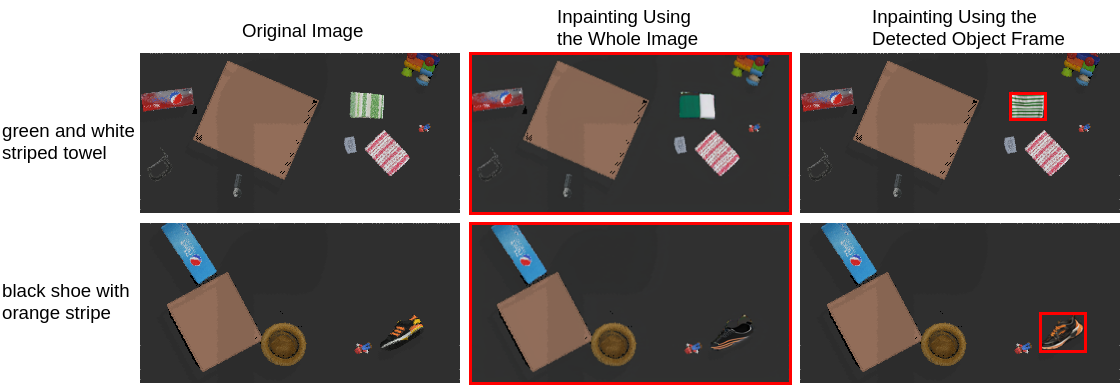 Original Image
Inpainting Using
the Whole Image
Inpainting Using the
Detected Object Frame
green and white
striped towel
black shoe with
orange stripe